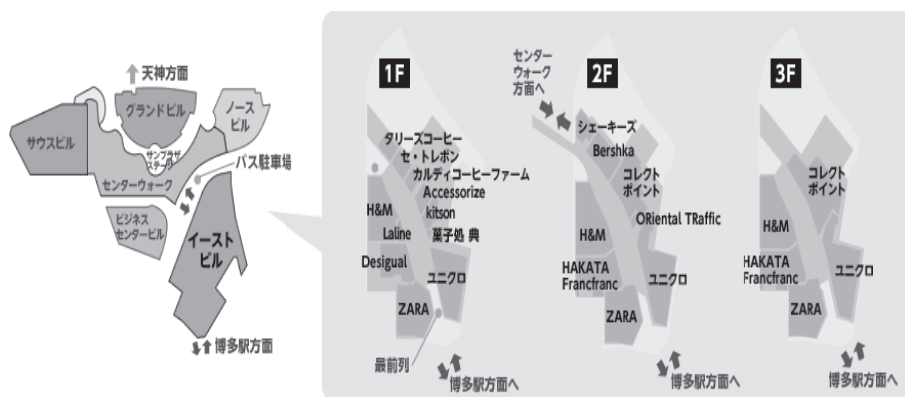 天神方面
グランドビル
ノース
ビル
サウスビル
サンプラザ
ステージ
バス駐車場
センターウォーク
ビジネス
センタービル
イースト
ビル
博多駅方面
1F
タリーズコーヒー
セ・トレボン
カルディコーヒーファーム
Accessorize
H&M
kitson
Laline
菓子処 典
Desigual
ユニクロ
ZARA
最前列
博多駅方面へ
センター
ウォーク
方面へ
2F
シェーキーズ
Bershka
コレクト
ポイント
ORiental TRaffic
H&M
HAKATA
Francfranc
ユニクロ
ZARA
博多駅方面へ
3F
コレクト
ポイント
H&M
HAKATA
Francfranc
ユニクロ
ZARA
博多駅方面へ